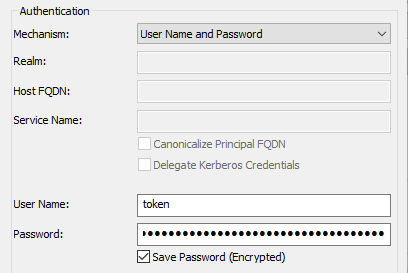 Authentication
Mechanism: User Name and Password
Realm:
Host FQDN:
Service Name:
Canonicalize Principal FQDN
Delegate Kerberos Credentials
User Name: token
Password: ••••••••••••••••••••••••••••••
Save Password (Encrypted)